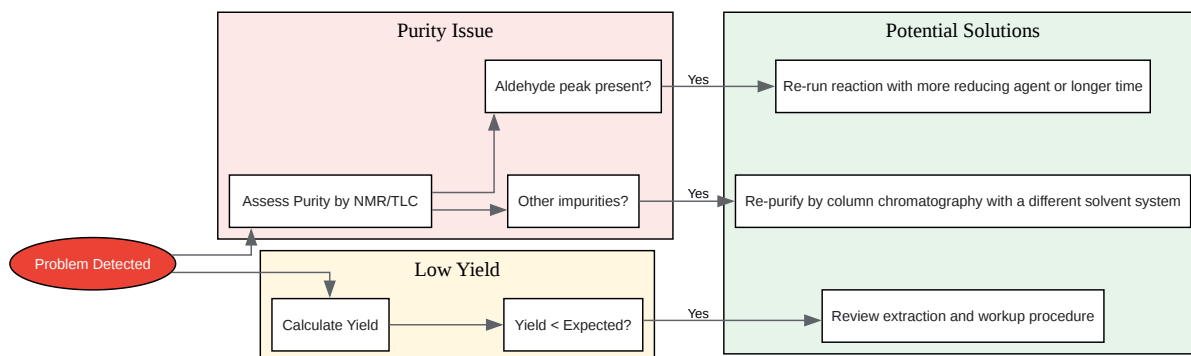 Purity Issue
Potential Solutions
Aldehyde peak present?
Yes
Re-run reaction with more reducing agent or longer time
Assess Purity by NMR/TLC
Other impurities?
Yes
Re-purify by column chromatography with a different solvent system
Problem Detected
Low Yield
Calculate Yield
Yield < Expected?
Yes
Review extraction and workup procedure